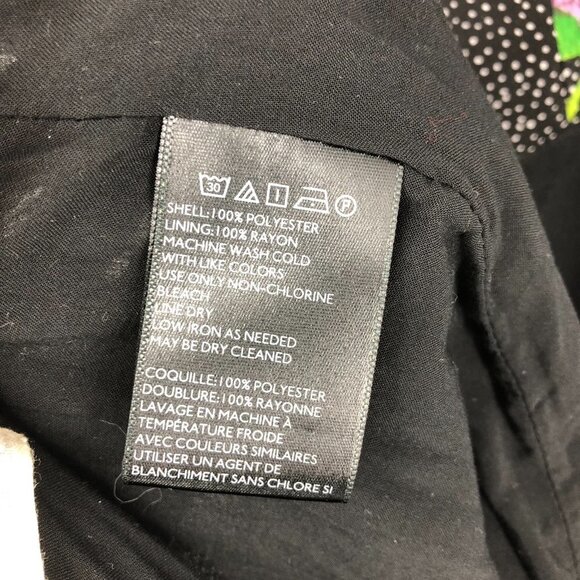 30 P
SHELL:100% POLYESTER
LINING:100% RAYON
MACHINE WASH COLD
WITH LIKE COLORS
USE ONLY NON-CHLORINE
BLEACH
LINE DRY
LOW IRON AS NEEDED
MAY BE DRY CLEANED
COQUILLE:100% POLYESTER
DOUBLURE:100% RAYONNE
LAVAGE EN MACHINE À
TEMPÉRATURE FROIDE
AVEC COULEURS SIMILAIRES
UTILISER UN AGENT DE
BLANCHIMENT SANS CHLORE SI